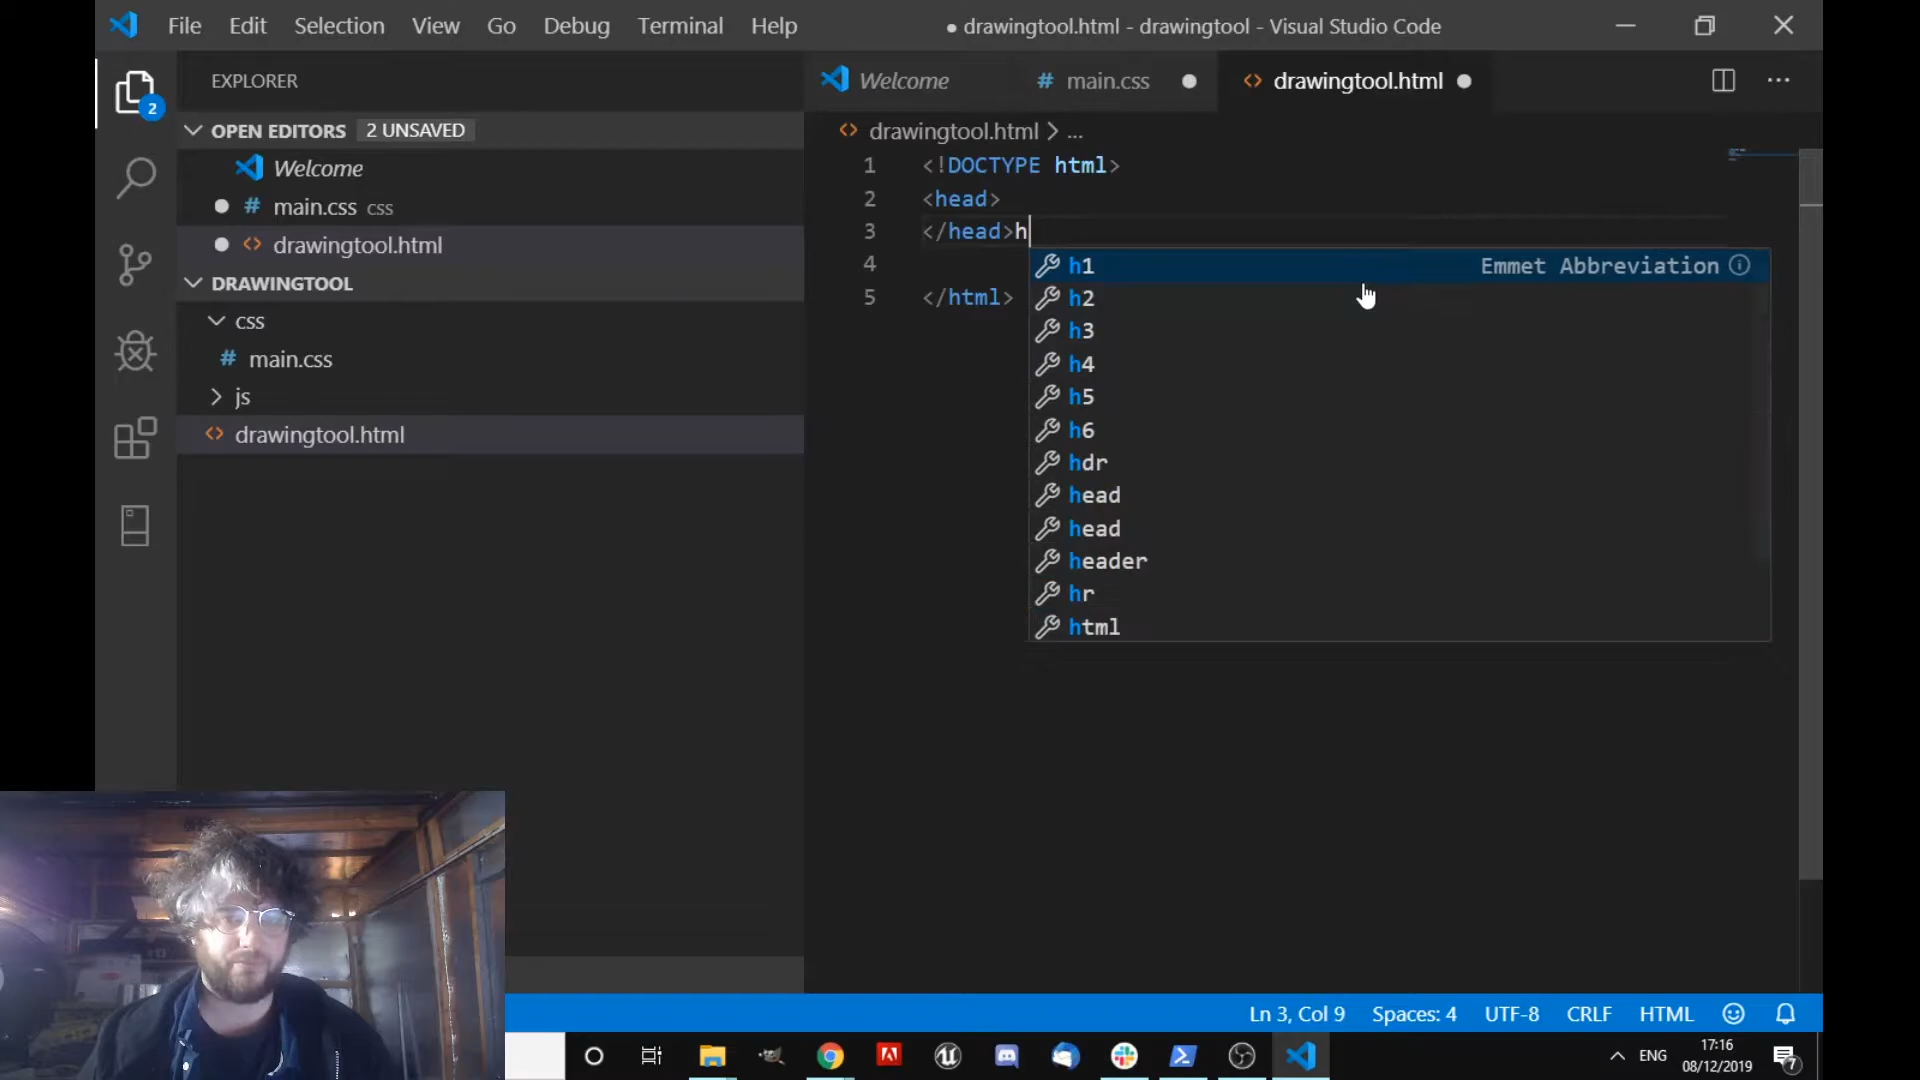 File Edit Selection View Go Debug Terminal Help ● drawingtool.html - drawingtool - Visual Studio Code
EXPLORER
2
OPEN EDITORS 2 UNSAVED
Welcome
# main.css css
<> drawingtool.html
DRAWINGTOOL
css
# main.css
js
<> drawingtool.html
Welcome # main.css <> drawingtool.html ...
<> drawingtool.html > ...
1 <!DOCTYPE html>
2 <head>
3 </head>h
4
5 </html>
h1 Emmet Abbreviation
h2
h3
h4
h5
h6
hdr
head
head
header
hr
html
Ln 3, Col 9 Spaces: 4 UTF-8 CRLF HTML
ENG 17:16
08/12/2019 7